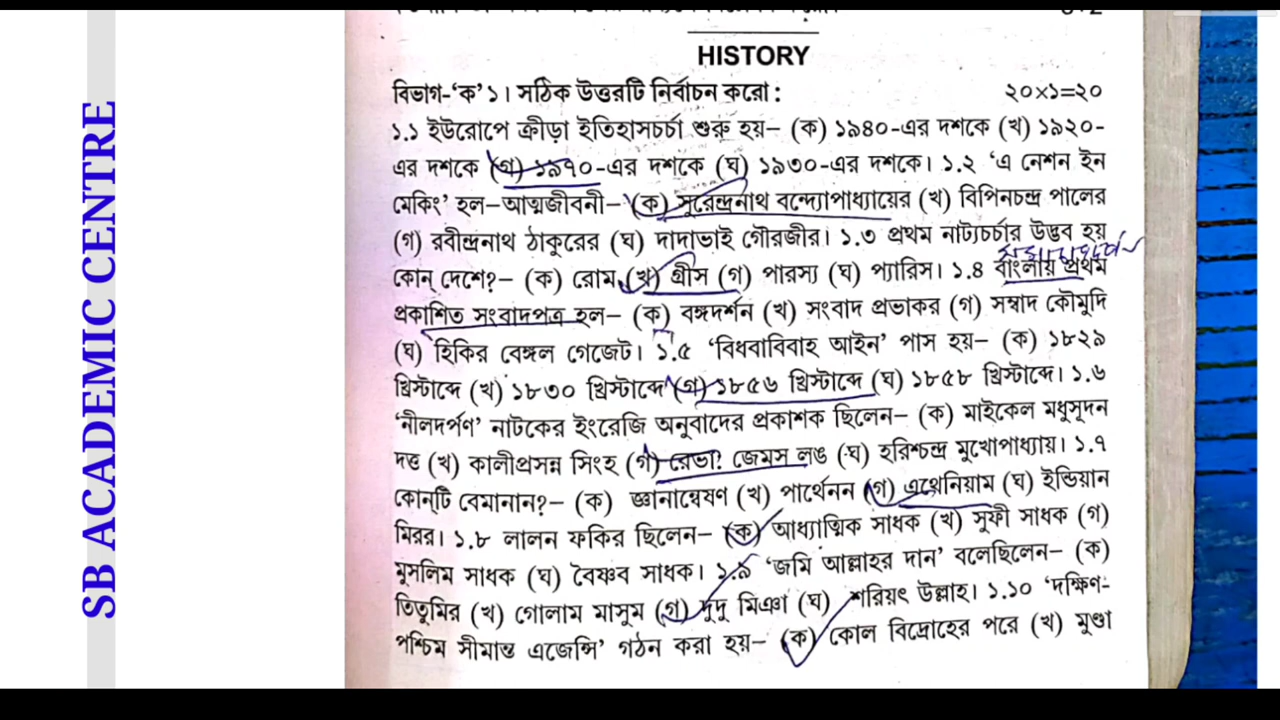 SB ACADEMIC CENTRE
HISTORY
বিভাগ-‘ক’ ১। সঠিক উত্তরটি নির্বাচন করো : ২০×১=২০
১.১ ইউরোপে ক্রীড়া ইতিহাসচর্চা শুরু হয়– (ক) ১৯৪০-এর দশকে (খ) ১৯২০-
এর দশকে (গ) ১৯৭০-এর দশকে (ঘ) ১৯৩০-এর দশকে। ১.২ ‘এ নেশন ইন
মেকিং’ হল–আত্মজীবনী– (ক) সুরেন্দ্রনাথ বন্দ্যোপাধ্যায়ের (খ) বিপিনচন্দ্র পালের
(গ) রবীন্দ্রনাথ ঠাকুরের (ঘ) দাদাভাই গৌরজীর। ১.৩ প্রথম নাট্যচর্চার উদ্ভব হয়
কোন্ দেশে?– (ক) রোম (খ) গ্রীস (গ) পারস্য (ঘ) প্যারিস। ১.৪ বাংলায় প্রথম
প্রকাশিত সংবাদপত্র হল– (ক) বঙ্গদর্শন (খ) সংবাদ প্রভাকর (গ) সম্বাদ কৌমুদি
(ঘ) হিকির বেঙ্গল গেজেট। ১.৫ ‘বিধবাবিবাহ আইন’ পাস হয়– (ক) ১৮২৯
খ্রিস্টাব্দে (খ) ১৮৩০ খ্রিস্টাব্দে (গ) ১৮৫৬ খ্রিস্টাব্দে (ঘ) ১৮৫৮ খ্রিস্টাব্দে। ১.৬
‘নীলদর্পণ’ নাটকের ইংরেজি অনুবাদের প্রকাশক ছিলেন– (ক) মাইকেল মধুসূদন
দত্ত (খ) কালীপ্রসন্ন সিংহ (গ) রেভাঃ জেমস লঙ (ঘ) হরিশ্চন্দ্র মুখোপাধ্যায়। ১.৭
কোন্‌টি বেমানান?– (ক) জ্ঞানান্বেষণ (খ) পার্থেনন (গ) এথেনিয়াম (ঘ) ইন্ডিয়ান
মিরর। ১.৮ লালন ফকির ছিলেন– (ক) আধ্যাত্মিক সাধক (খ) সুফী সাধক (গ)
মুসলিম সাধক (ঘ) বৈষ্ণব সাধক। ১.৯ ‘জমি আল্লাহর দান’ বলেছিলেন– (ক)
তিতুমির (খ) গোলাম মাসুম (গ) দুদু মিঞা (ঘ) শরিয়ৎ উল্লাহ। ১.১০ ‘দক্ষিণ-
পশ্চিম সীমান্ত এজেন্সি’ গঠন করা হয়– (ক) কোল বিদ্রোহের পরে (খ) মুণ্ডা